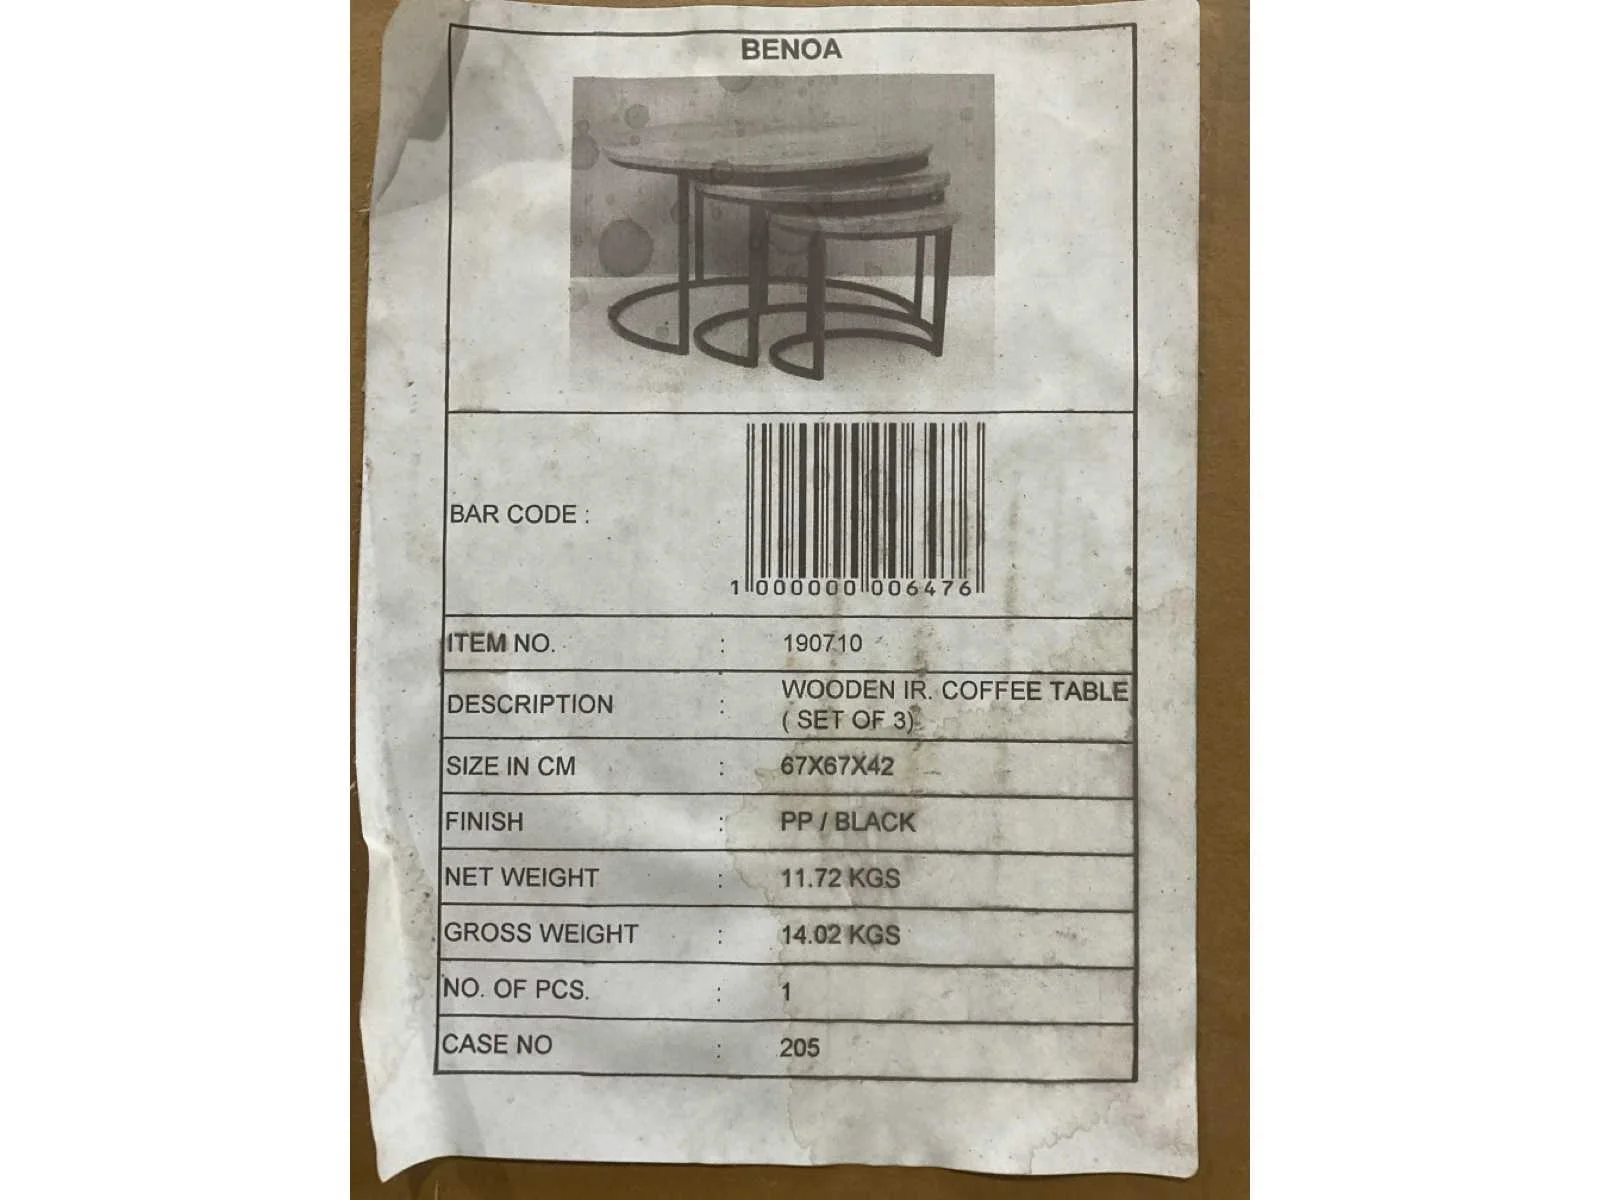 BENOA
BAR CODE :
1 000000 006476
ITEM NO. : 190710
DESCRIPTION : WOODEN IR. COFFEE TABLE
( SET OF 3)
SIZE IN CM : 67X67X42
FINISH : PP / BLACK
NET WEIGHT : 11.72 KGS
GROSS WEIGHT : 14.02 KGS
NO. OF PCS. : 1
CASE NO : 205